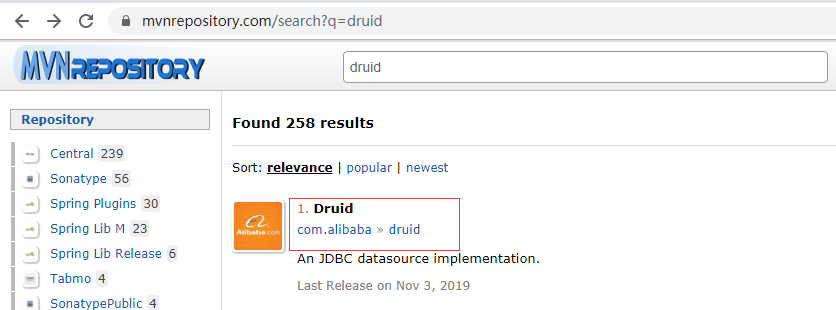 mvnrepository.com/search?q=druid
MVNREPOSITORY
druid
Repository
Central 239
Sonatype 56
Spring Plugins 30
Spring Lib M 23
Spring Lib Release 6
Tabmo 4
SonatypePublic 4
Found 258 results
Sort: relevance | popular | newest
Alibaba.com
1. Druid
com.alibaba » druid
An JDBC datasource implementation.
Last Release on Nov 3, 2019